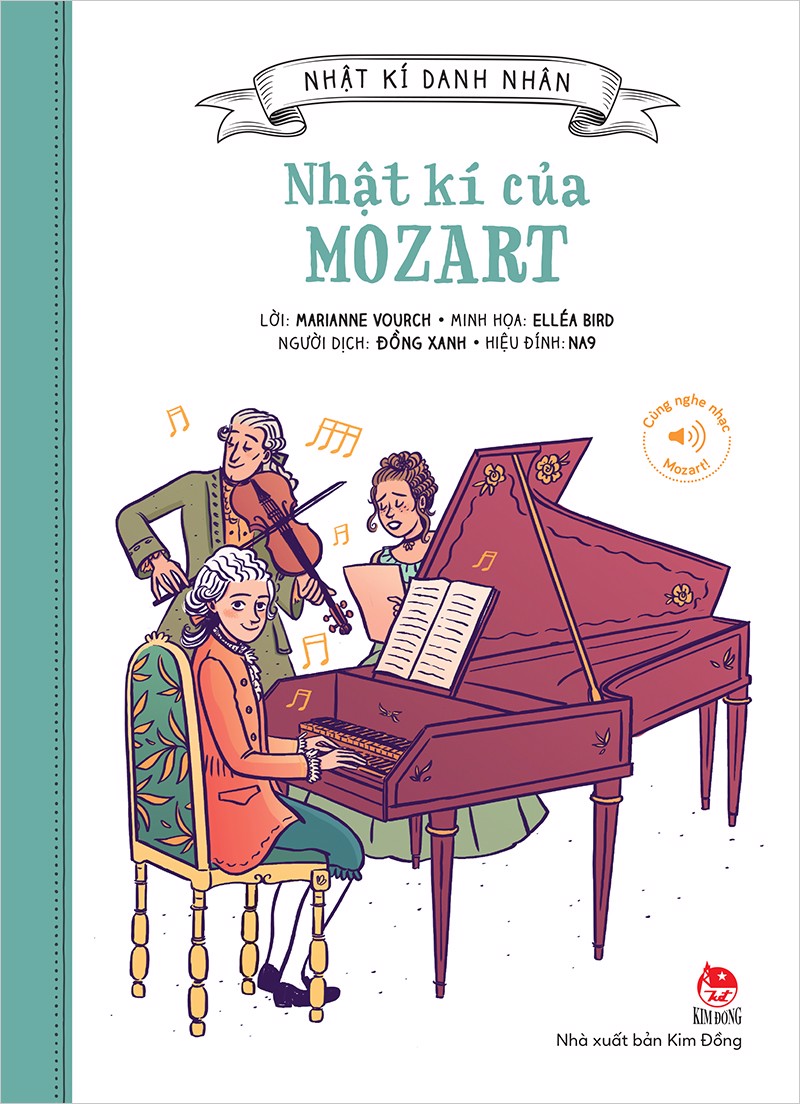 NHẬT KÍ DANH NHÂN
Nhật kí của
MOZART
LỜI: MARIANNE VOURCH • MINH HỌA: ELLÉA BIRD
NGƯỜI DỊCH: ĐỒNG XANH • HIỆU ĐÍNH: NA9
Cùng nghe nhạc
Mozart!
KIM ĐỒNG
Nhà xuất bản Kim Đồng